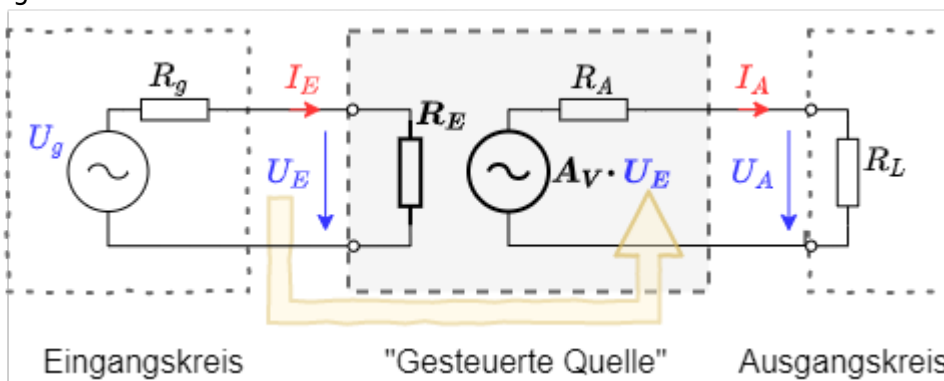 R_g
I_E
R_A
I_A
U_g
U_E
R_E
A_V · U_E
U_A
R_L
Eingangskreis
"Gesteuerte Quelle"
Ausgangskreis